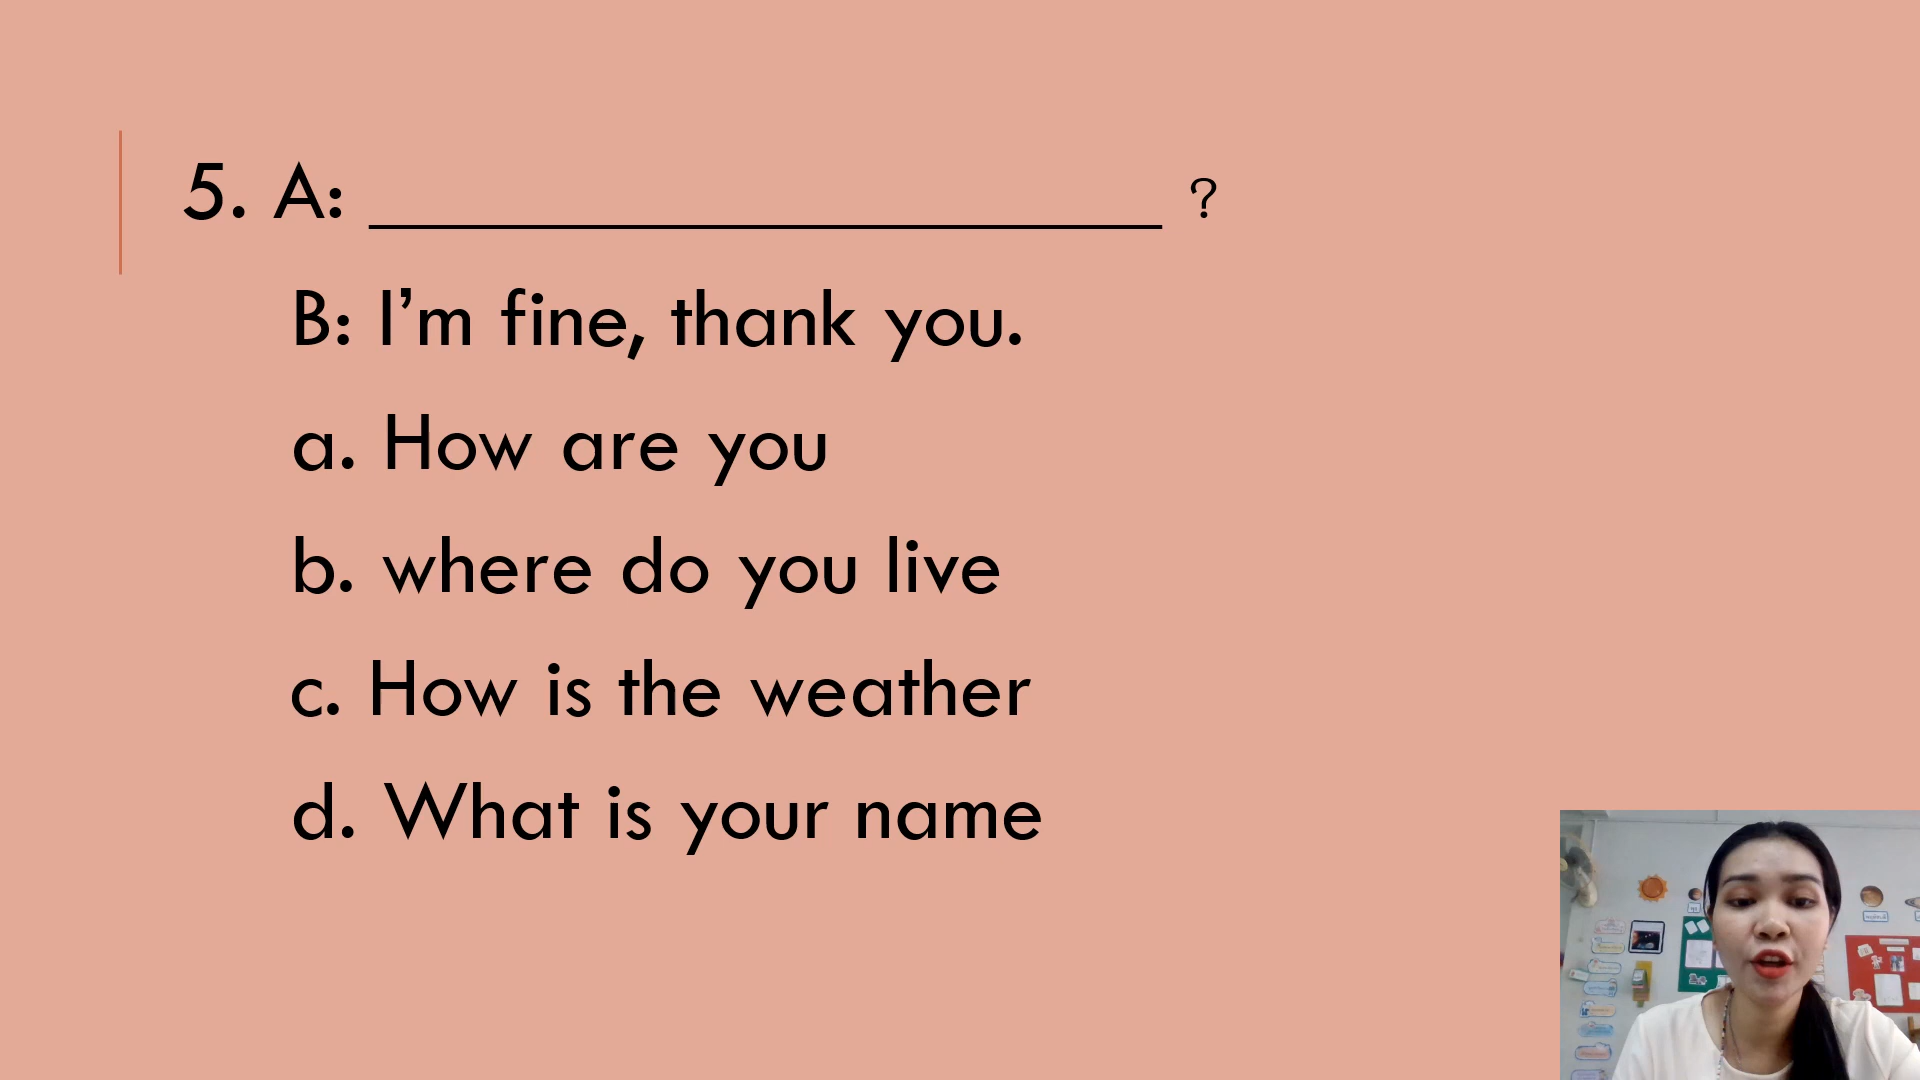 5. A: ____________________ ?
B: I’m fine, thank you.
a. How are you
b. where do you live
c. How is the weather
d. What is your name